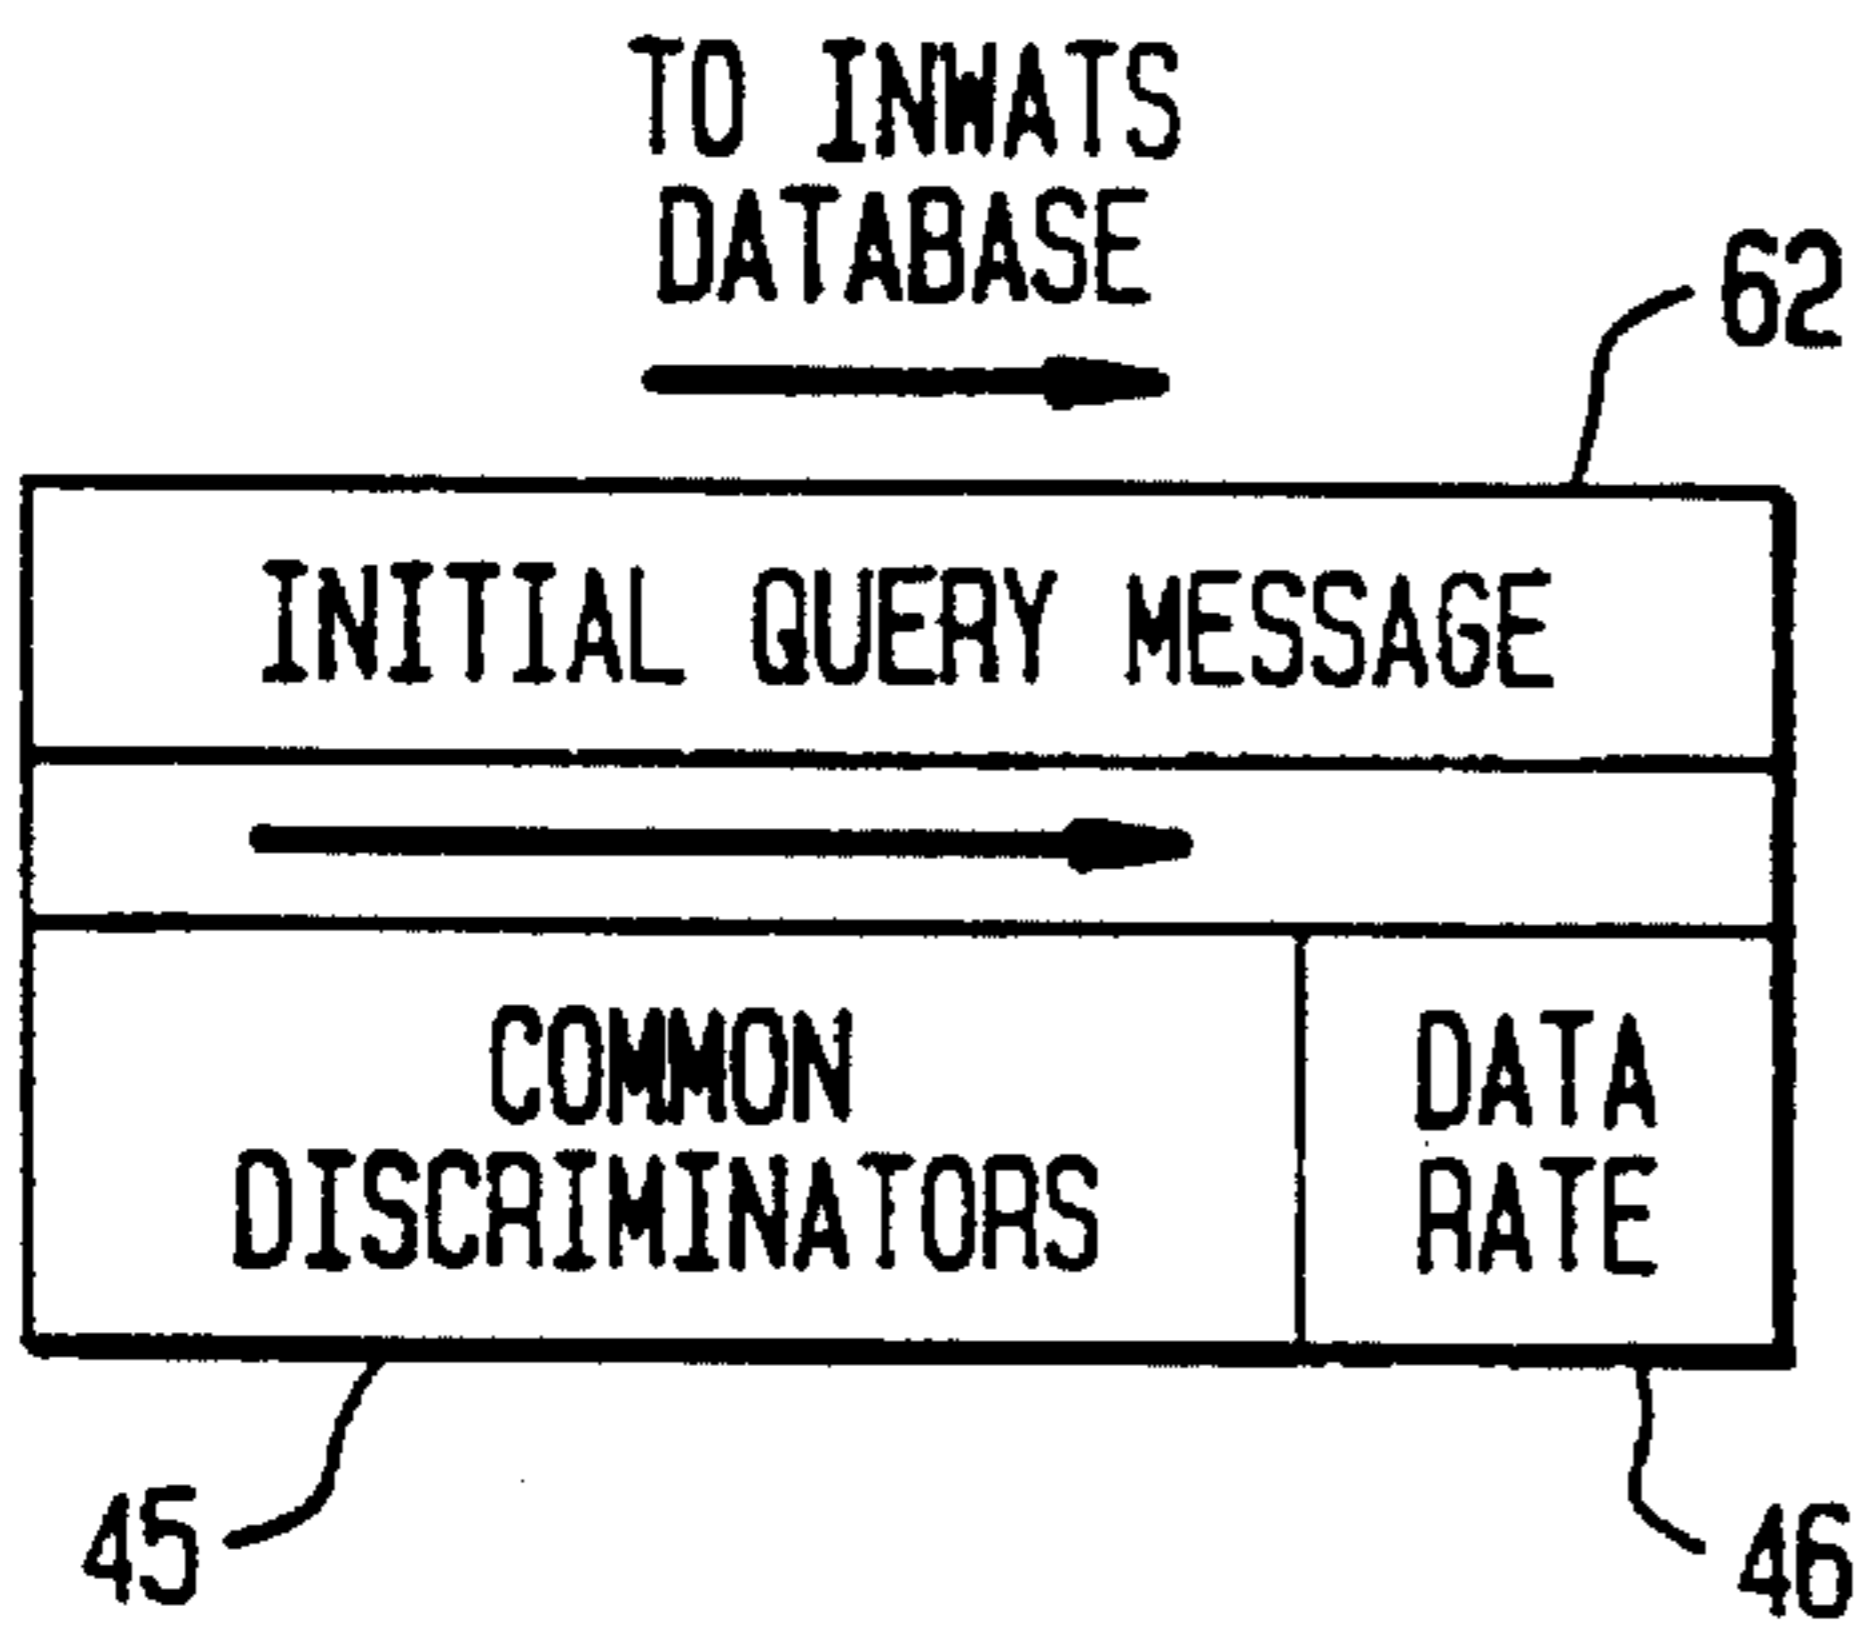 TO INWATS
DATABASE
62
INITIAL QUERY MESSAGE
COMMON
DISCRIMINATORS
DATA
RATE
45
46